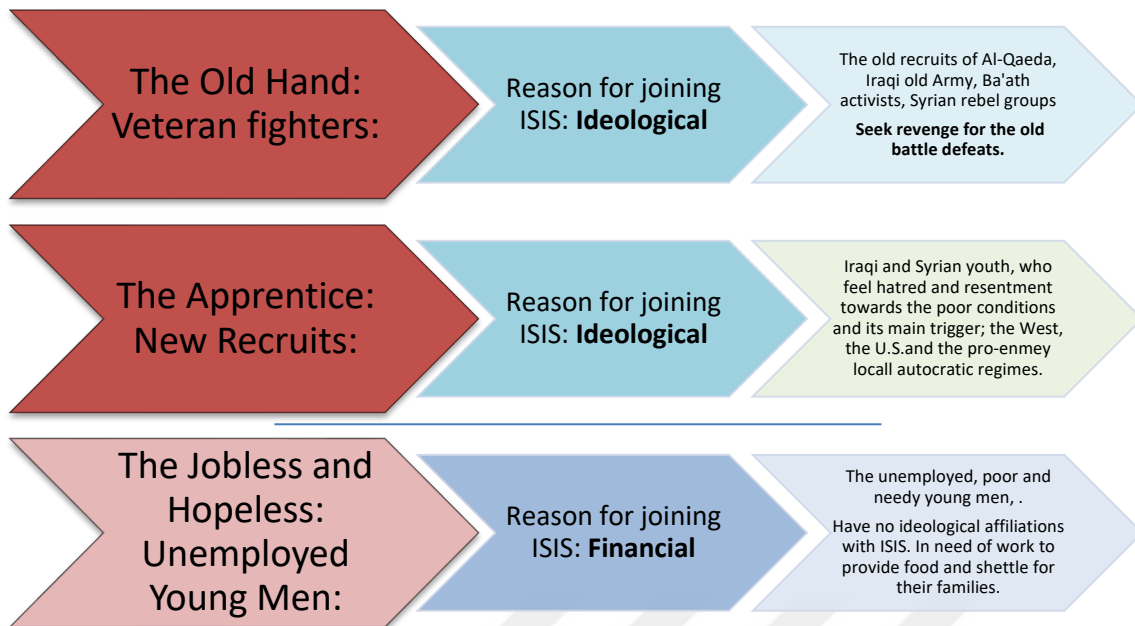 The Old Hand:
Veteran fighters:
Reason for joining
ISIS: Ideological
The old recruits of Al-Qaeda,
Iraqi old Army, Ba'ath
activists, Syrian rebel groups
Seek revenge for the old
battle defeats.
The Apprentice:
New Recruits:
Reason for joining
ISIS: Ideological
Iraqi and Syrian youth, who
feel hatred and resentment
towards the poor conditions
and its main trigger; the West,
the U.S.and the pro-enmey
locall autocratic regimes.
The Jobless and
Hopeless:
Unemployed
Young Men:
Reason for joining
ISIS: Financial
The unemployed, poor and
needy young men, .
Have no ideological affiliations
with ISIS. In need of work to
provide food and shettle for
their families.